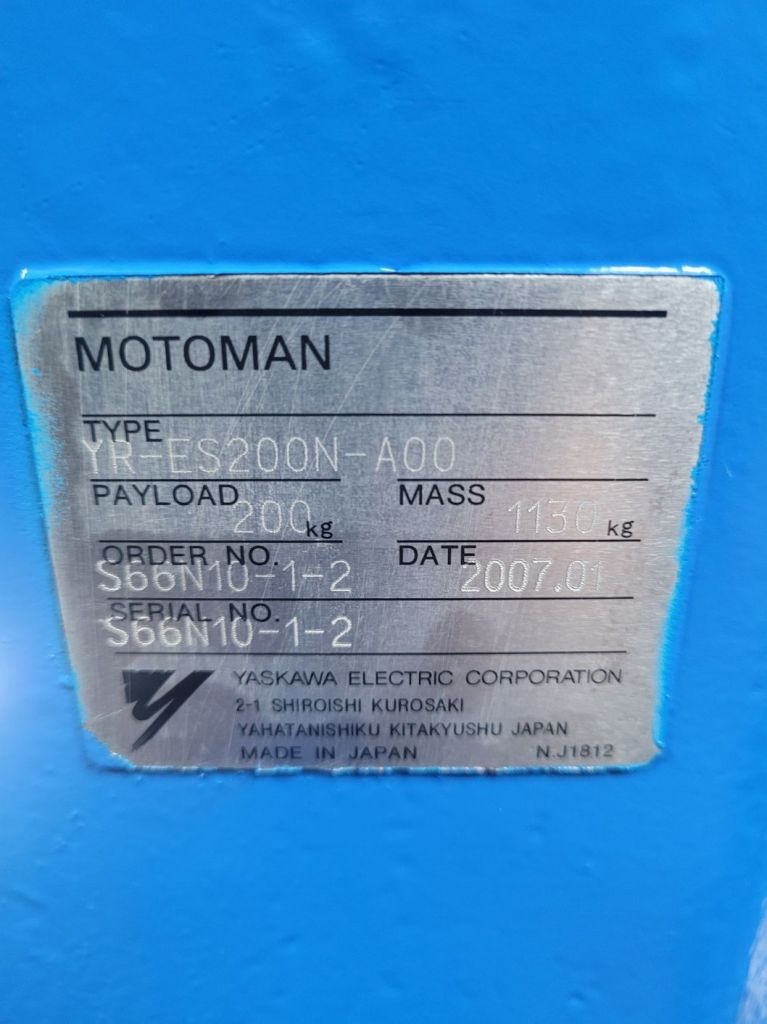 MOTOMAN
TYPE
YR-ES200N-A00
PAYLOAD 200 kg MASS 1130 kg
ORDER NO. S66N10-1-2 DATE 2007.01
SERIAL NO.
S66N10-1-2
YASKAWA ELECTRIC CORPORATION
2-1 SHIROISHI KUROSAKI
YAHATANISHIKU KITAKYUSHU JAPAN
MADE IN JAPAN N.J1812